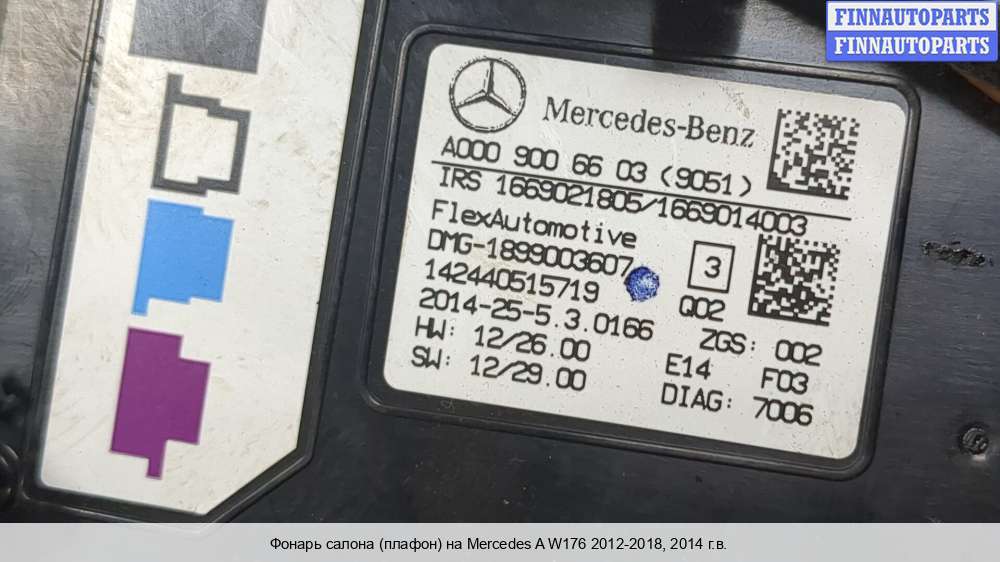 FINNAUTOPARTS
FINNAUTOPARTS
Mercedes-Benz
A000 900 66 03 (9051)
IRS 1669021805/1669014003
FlexAutomotive
DMG-1899003607
142440515719
2014-25-5.3.0166
HW: 12/26.00
SW: 12/29.00
3
Q02
ZGS: 002
E14 F03
DIAG: 7006
Фонарь салона (плафон) на Mercedes A W176 2012-2018, 2014 г.в.